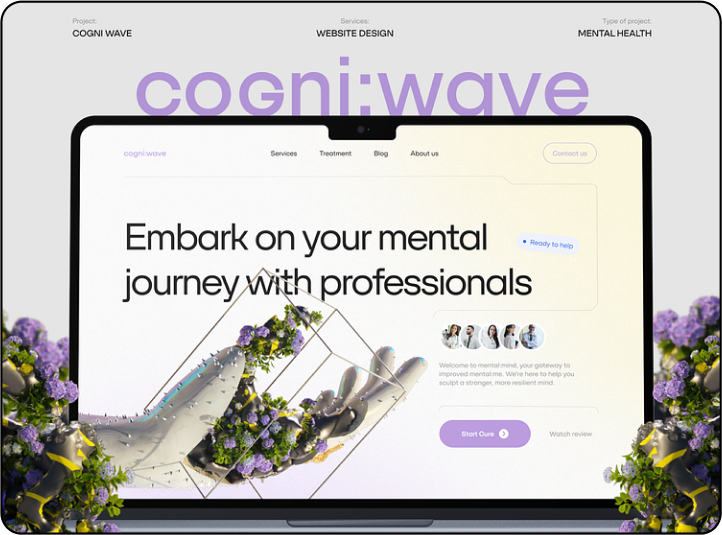 Project:
COGNI WAVE
Services:
WEBSITE DESIGN
Type of project:
MENTAL HEALTH
cogni:wave
cogni:wave
Services
Treatment
Blog
About us
Contact us
Embark on your mental
journey with professionals
Ready to help
Welcome to mental:mind, your gateway to
improved mental:me. We're here to help you
sculpt a stronger, more resilient mind.
Start Cure
Watch review